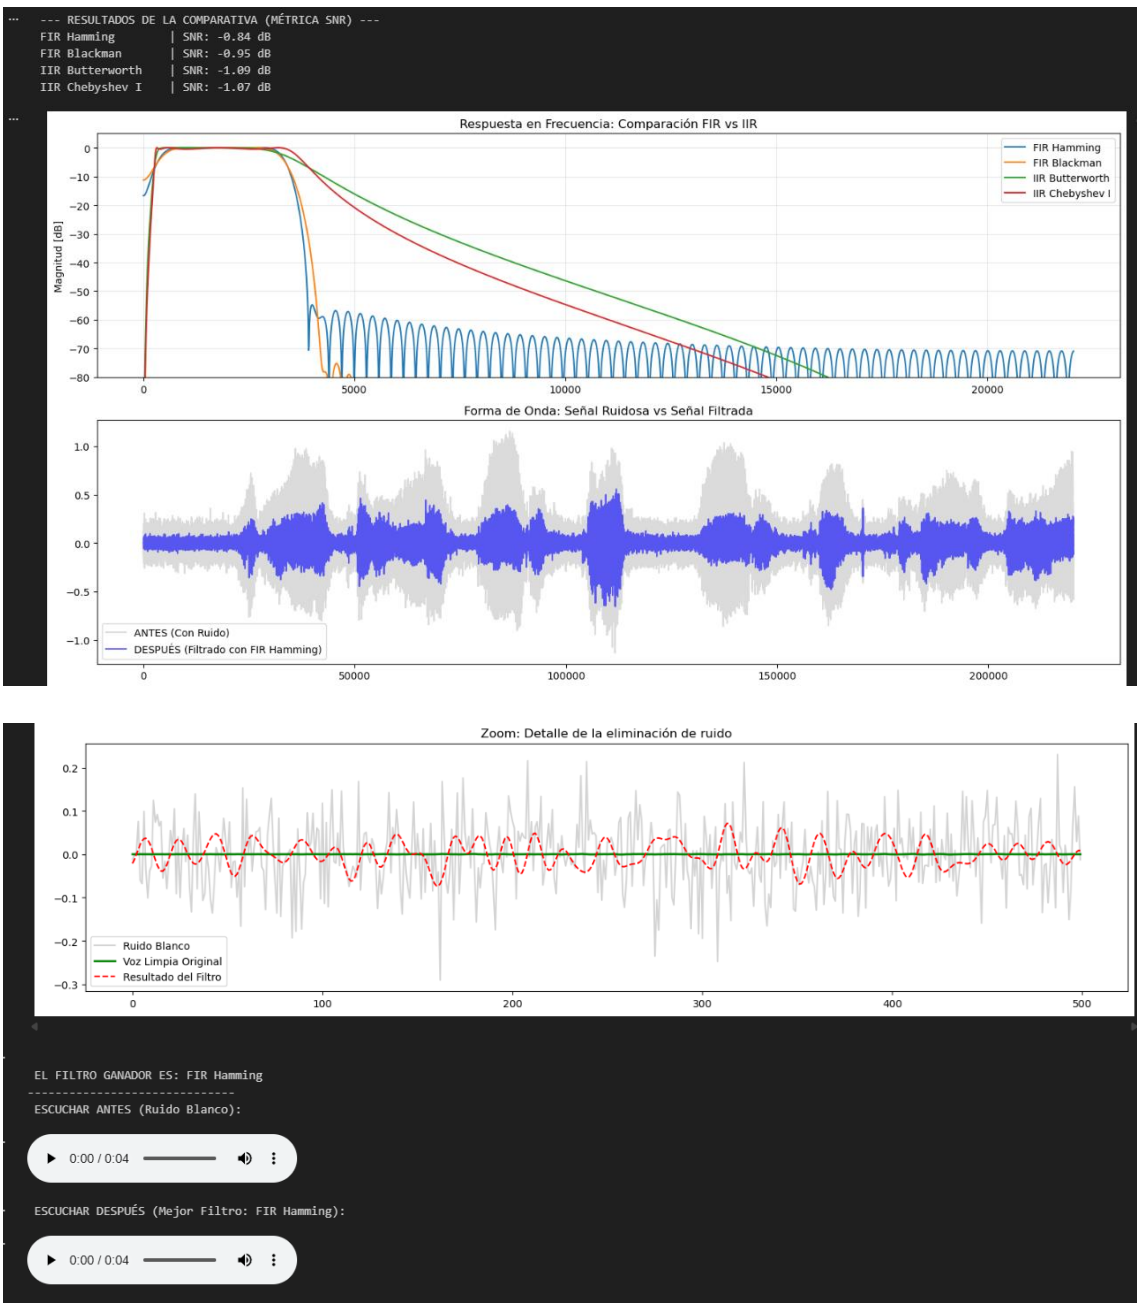 --- RESULTADOS DE LA COMPARATIVA (MÉTRICA SNR) ---
FIR Hamming | SNR: -0.84 dB
FIR Blackman | SNR: -0.95 dB
IIR Butterworth | SNR: -1.09 dB
IIR Chebyshev I | SNR: -1.07 dB
Respuesta en Frecuencia: Comparación FIR vs IIR
FIR Hamming
FIR Blackman
IIR Butterworth
IIR Chebyshev I
Magnitud [dB]
0
−10
−20
−30
−40
−50
−60
−70
−80
0 5000 10000 15000 20000
Forma de Onda: Señal Ruidosa vs Señal Filtrada
1.0
0.5
0.0
−0.5
−1.0
ANTES (Con Ruido)
DESPUÉS (Filtrado con FIR Hamming)
0 50000 100000 150000 200000
Zoom: Detalle de la eliminación de ruido
0.2
0.1
0.0
−0.1
−0.2
−0.3
Ruido Blanco
Voz Limpia Original
Resultado del Filtro
0 100 200 300 400 500
EL FILTRO GANADOR ES: FIR Hamming
------------------------------
ESCUCHAR ANTES (Ruido Blanco):
0:00 / 0:04
ESCUCHAR DESPUÉS (Mejor Filtro: FIR Hamming):
0:00 / 0:04